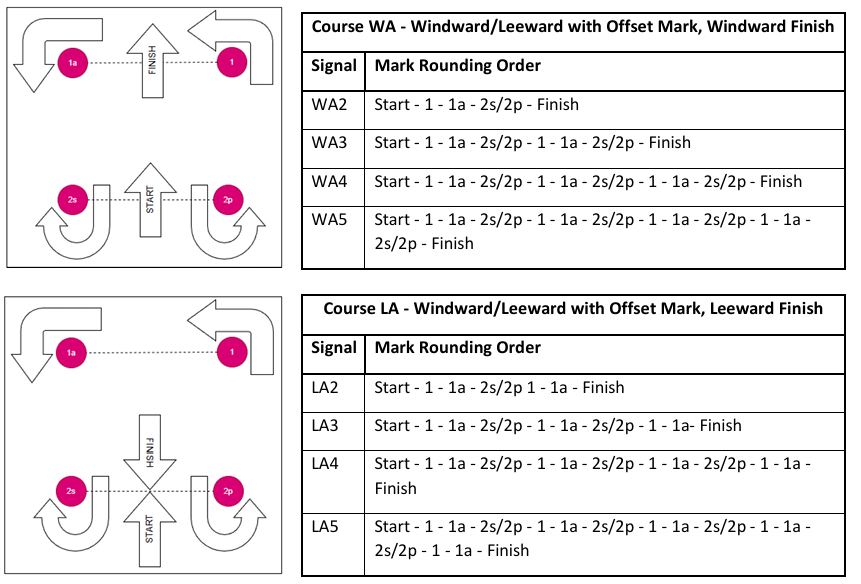 1a
FINISH
1
2s
START
2p
Course WA - Windward/Leeward with Offset Mark, Windward Finish
Signal Mark Rounding Order
WA2 Start - 1 - 1a - 2s/2p - Finish
WA3 Start - 1 - 1a - 2s/2p - 1 - 1a - 2s/2p - Finish
WA4 Start - 1 - 1a - 2s/2p - 1 - 1a - 2s/2p - 1 - 1a - 2s/2p - Finish
WA5 Start - 1 - 1a - 2s/2p - 1 - 1a - 2s/2p - 1 - 1a - 2s/2p - 1 - 1a -
2s/2p - Finish
1a
1
FINISH
2s
START
2p
Course LA - Windward/Leeward with Offset Mark, Leeward Finish
Signal Mark Rounding Order
LA2 Start - 1 - 1a - 2s/2p 1 - 1a - Finish
LA3 Start - 1 - 1a - 2s/2p - 1 - 1a - 2s/2p - 1 - 1a- Finish
LA4 Start - 1 - 1a - 2s/2p - 1 - 1a - 2s/2p - 1 - 1a - 2s/2p - 1 - 1a -
Finish
LA5 Start - 1 - 1a - 2s/2p - 1 - 1a - 2s/2p - 1 - 1a - 2s/2p - 1 - 1a -
2s/2p - 1 - 1a - Finish